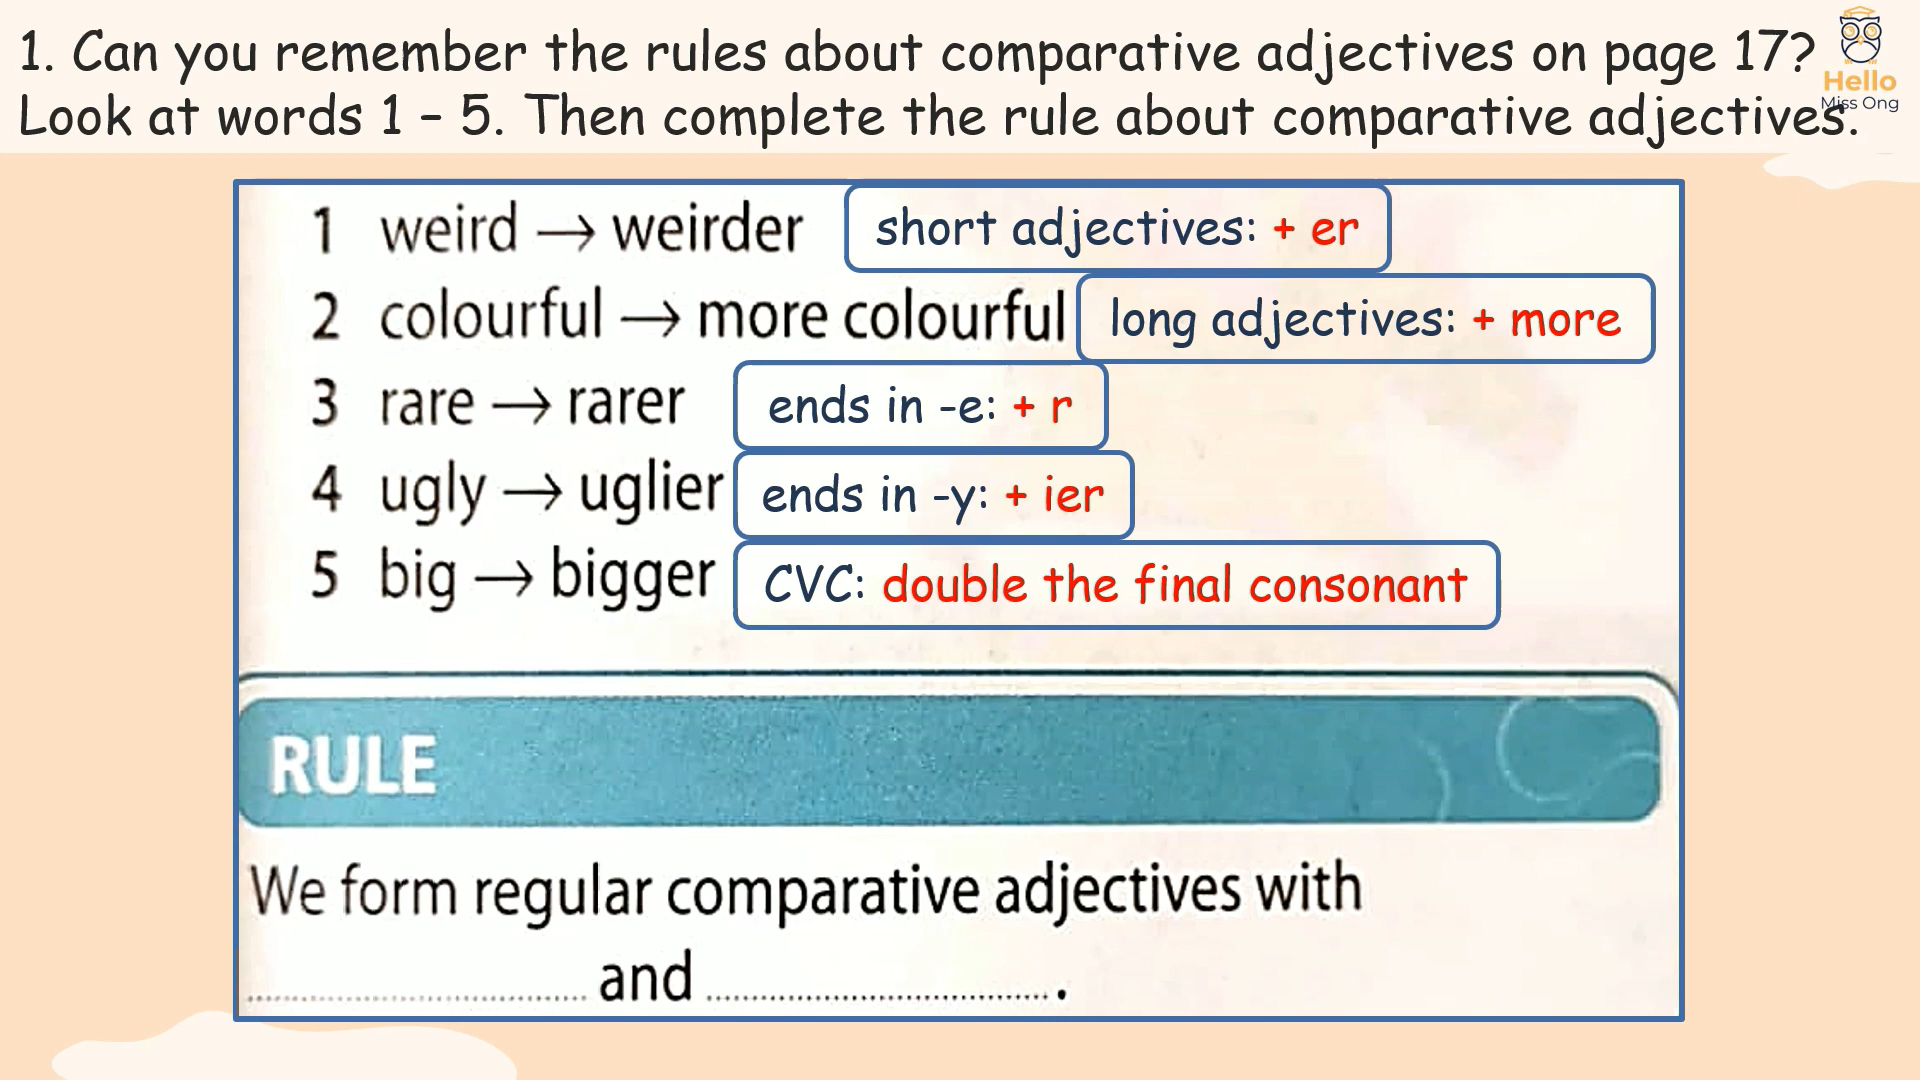 1. Can you remember the rules about comparative adjectives on page 17?
Look at words 1 – 5. Then complete the rule about comparative adjectives.
Hello
Miss Ong
1 weird → weirder short adjectives: + er
2 colourful → more colourful long adjectives: + more
3 rare → rarer ends in -e: + r
4 ugly → uglier ends in -y: + ier
5 big → bigger CVC: double the final consonant
RULE
We form regular comparative adjectives with
.................................. and .................................. .